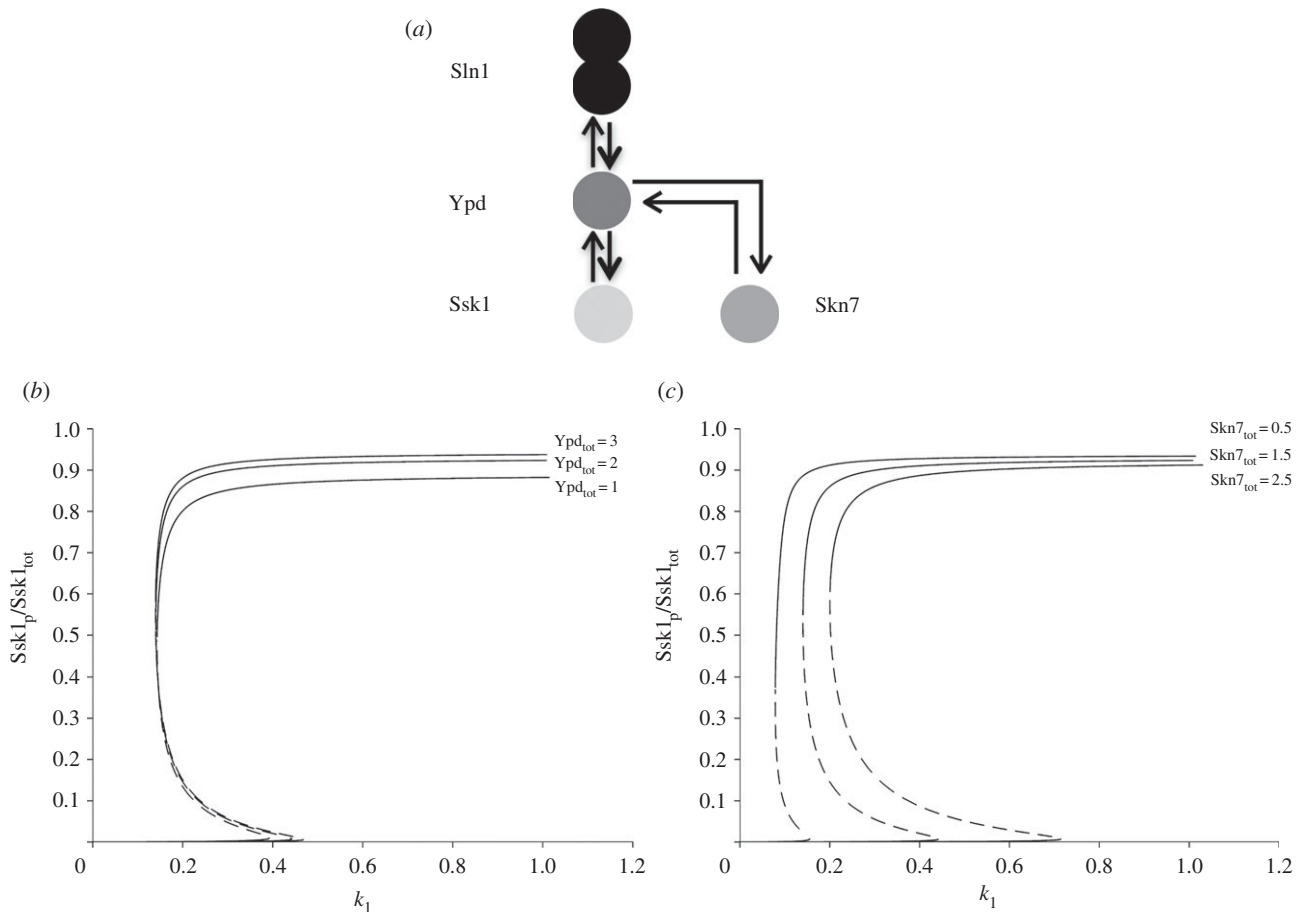 (a)
Sln1
Ypd
Ssk1
Skn7
(b)
1.0
0.9
0.8
0.7
0.6
0.5
0.4
0.3
0.2
0.1
0
0.2
0.4
0.6
0.8
1.0
1.2
Ssk1p/Ssk1tot
k1
Ypdtot = 3
Ypdtot = 2
Ypdtot = 1
(c)
1.0
0.9
0.8
0.7
0.6
0.5
0.4
0.3
0.2
0.1
0
0.2
0.4
0.6
0.8
1.0
1.2
Ssk1p/Ssk1tot
k1
Skn7tot = 0.5
Skn7tot = 1.5
Skn7tot = 2.5